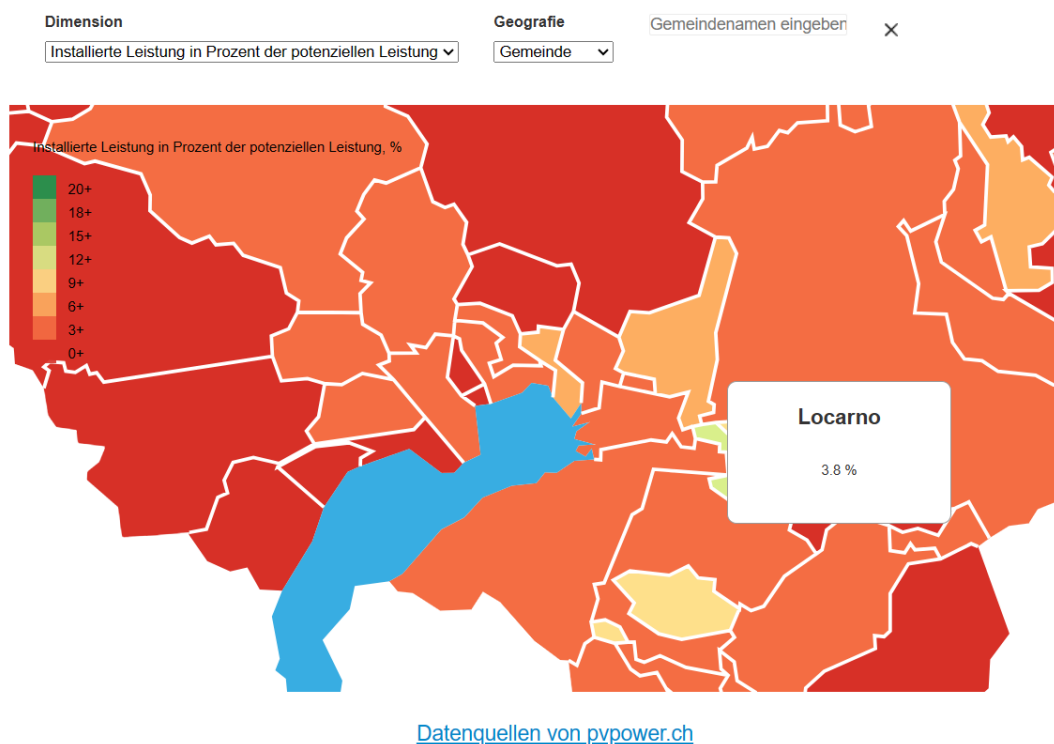 Dimension
Geografie
Installierte Leistung in Prozent der potenziellen Leistung
Gemeinde
Gemeindenamen eingeben
Installierte Leistung in Prozent der potenziellen Leistung, %
20+
18+
15+
12+
9+
6+
3+
0+
Locarno
3.8 %
Datenquellen von pvpower.ch